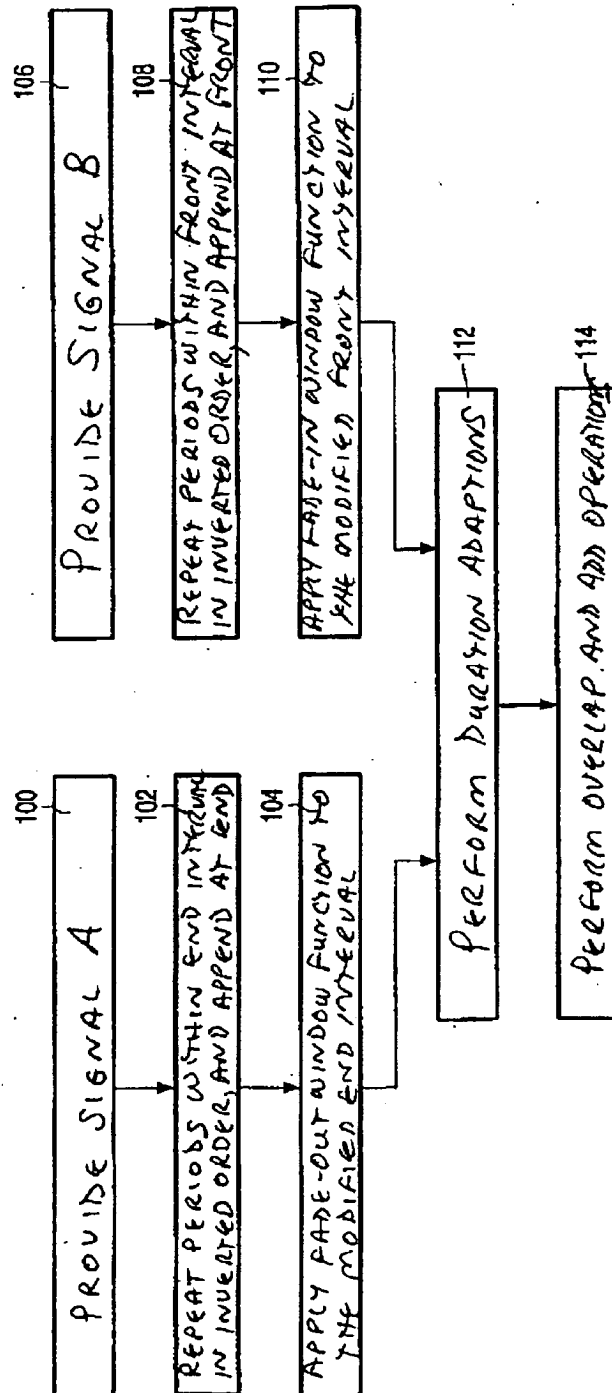 100
PROVIDE SIGNAL A
102
REPEAT PERIODS WITHIN END INTERVAL
IN INVERTED ORDER, AND APPEND AT END
104
APPLY FADE-OUT WINDOW FUNCTION TO
THE MODIFIED END INTERVAL
106
PROVIDE SIGNAL B
108
REPEAT PERIODS WITHIN FRONT INTERVAL
IN INVERTED ORDER, AND APPEND AT FRONT
110
APPLY FADE-IN WINDOW FUNCTION TO
THE MODIFIED FRONT INTERVAL
112
PERFORM DURATION ADAPTIONS
114
PERFORM OVERLAP AND ADD OPERATION